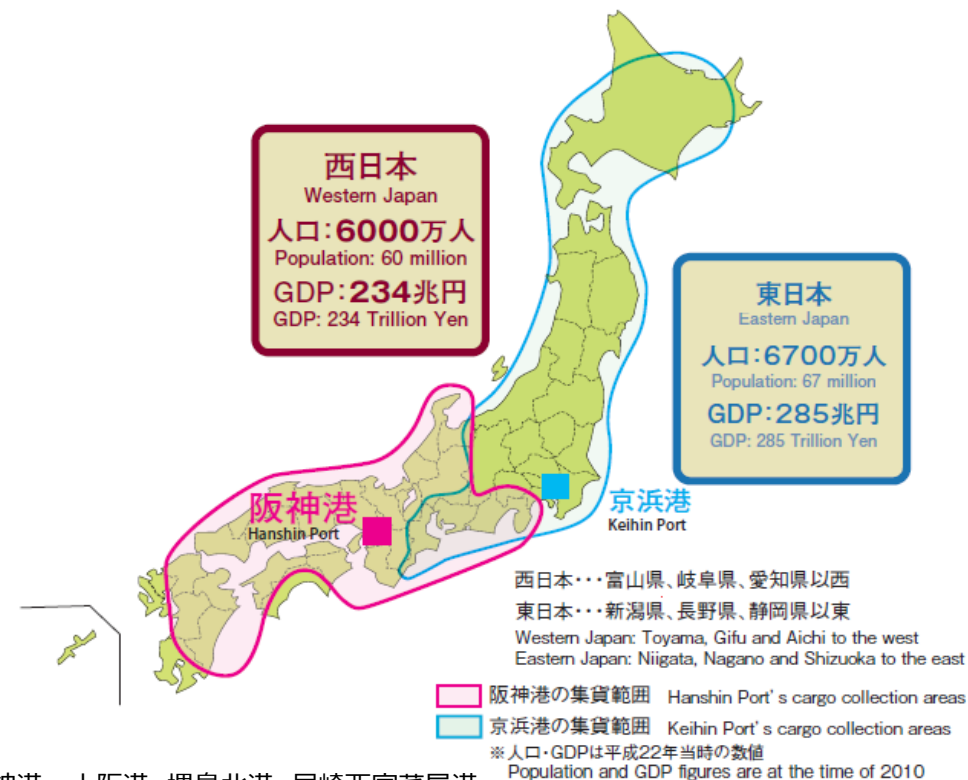 西日本
Western Japan
人口:6000万人
Population: 60 million
GDP:234兆円
GDP: 234 Trillion Yen
東日本
Eastern Japan
人口:6700万人
Population: 67 million
GDP:285兆円
GDP: 285 Trillion Yen
阪神港
Hanshin Port
京浜港
Keihin Port
西日本・・・富山県、岐阜県、愛知県以西
東日本・・・新潟県、長野県、静岡県以東
Western Japan: Toyama, Gifu and Aichi to the west
Eastern Japan: Niigata, Nagano and Shizuoka to the east
阪神港の集貨範囲 Hanshin Port's cargo collection areas
京浜港の集貨範囲 Keihin Port's cargo collection areas
※人口・GDPは平成22年当時の数値
Population and GDP figures are at the time of 2010